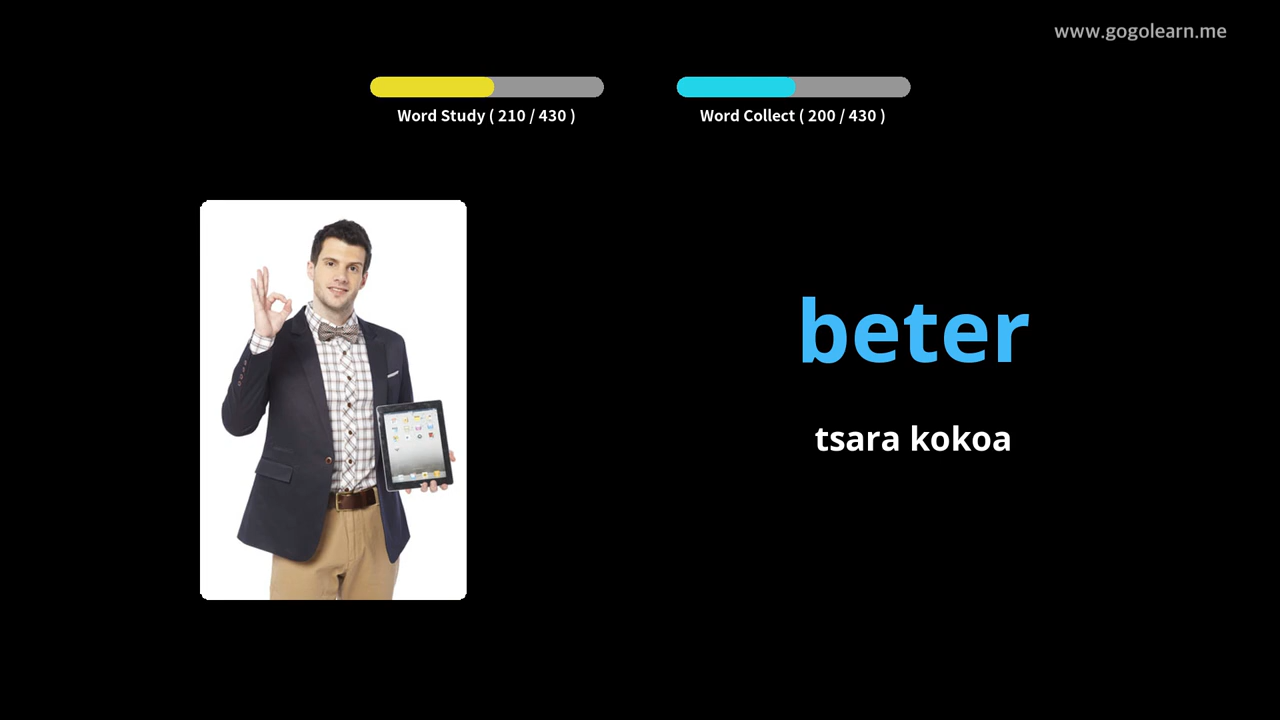 www.gogolearn.me
Word Study ( 210 / 430 )
Word Collect ( 200 / 430 )
beter
tsara kokoa